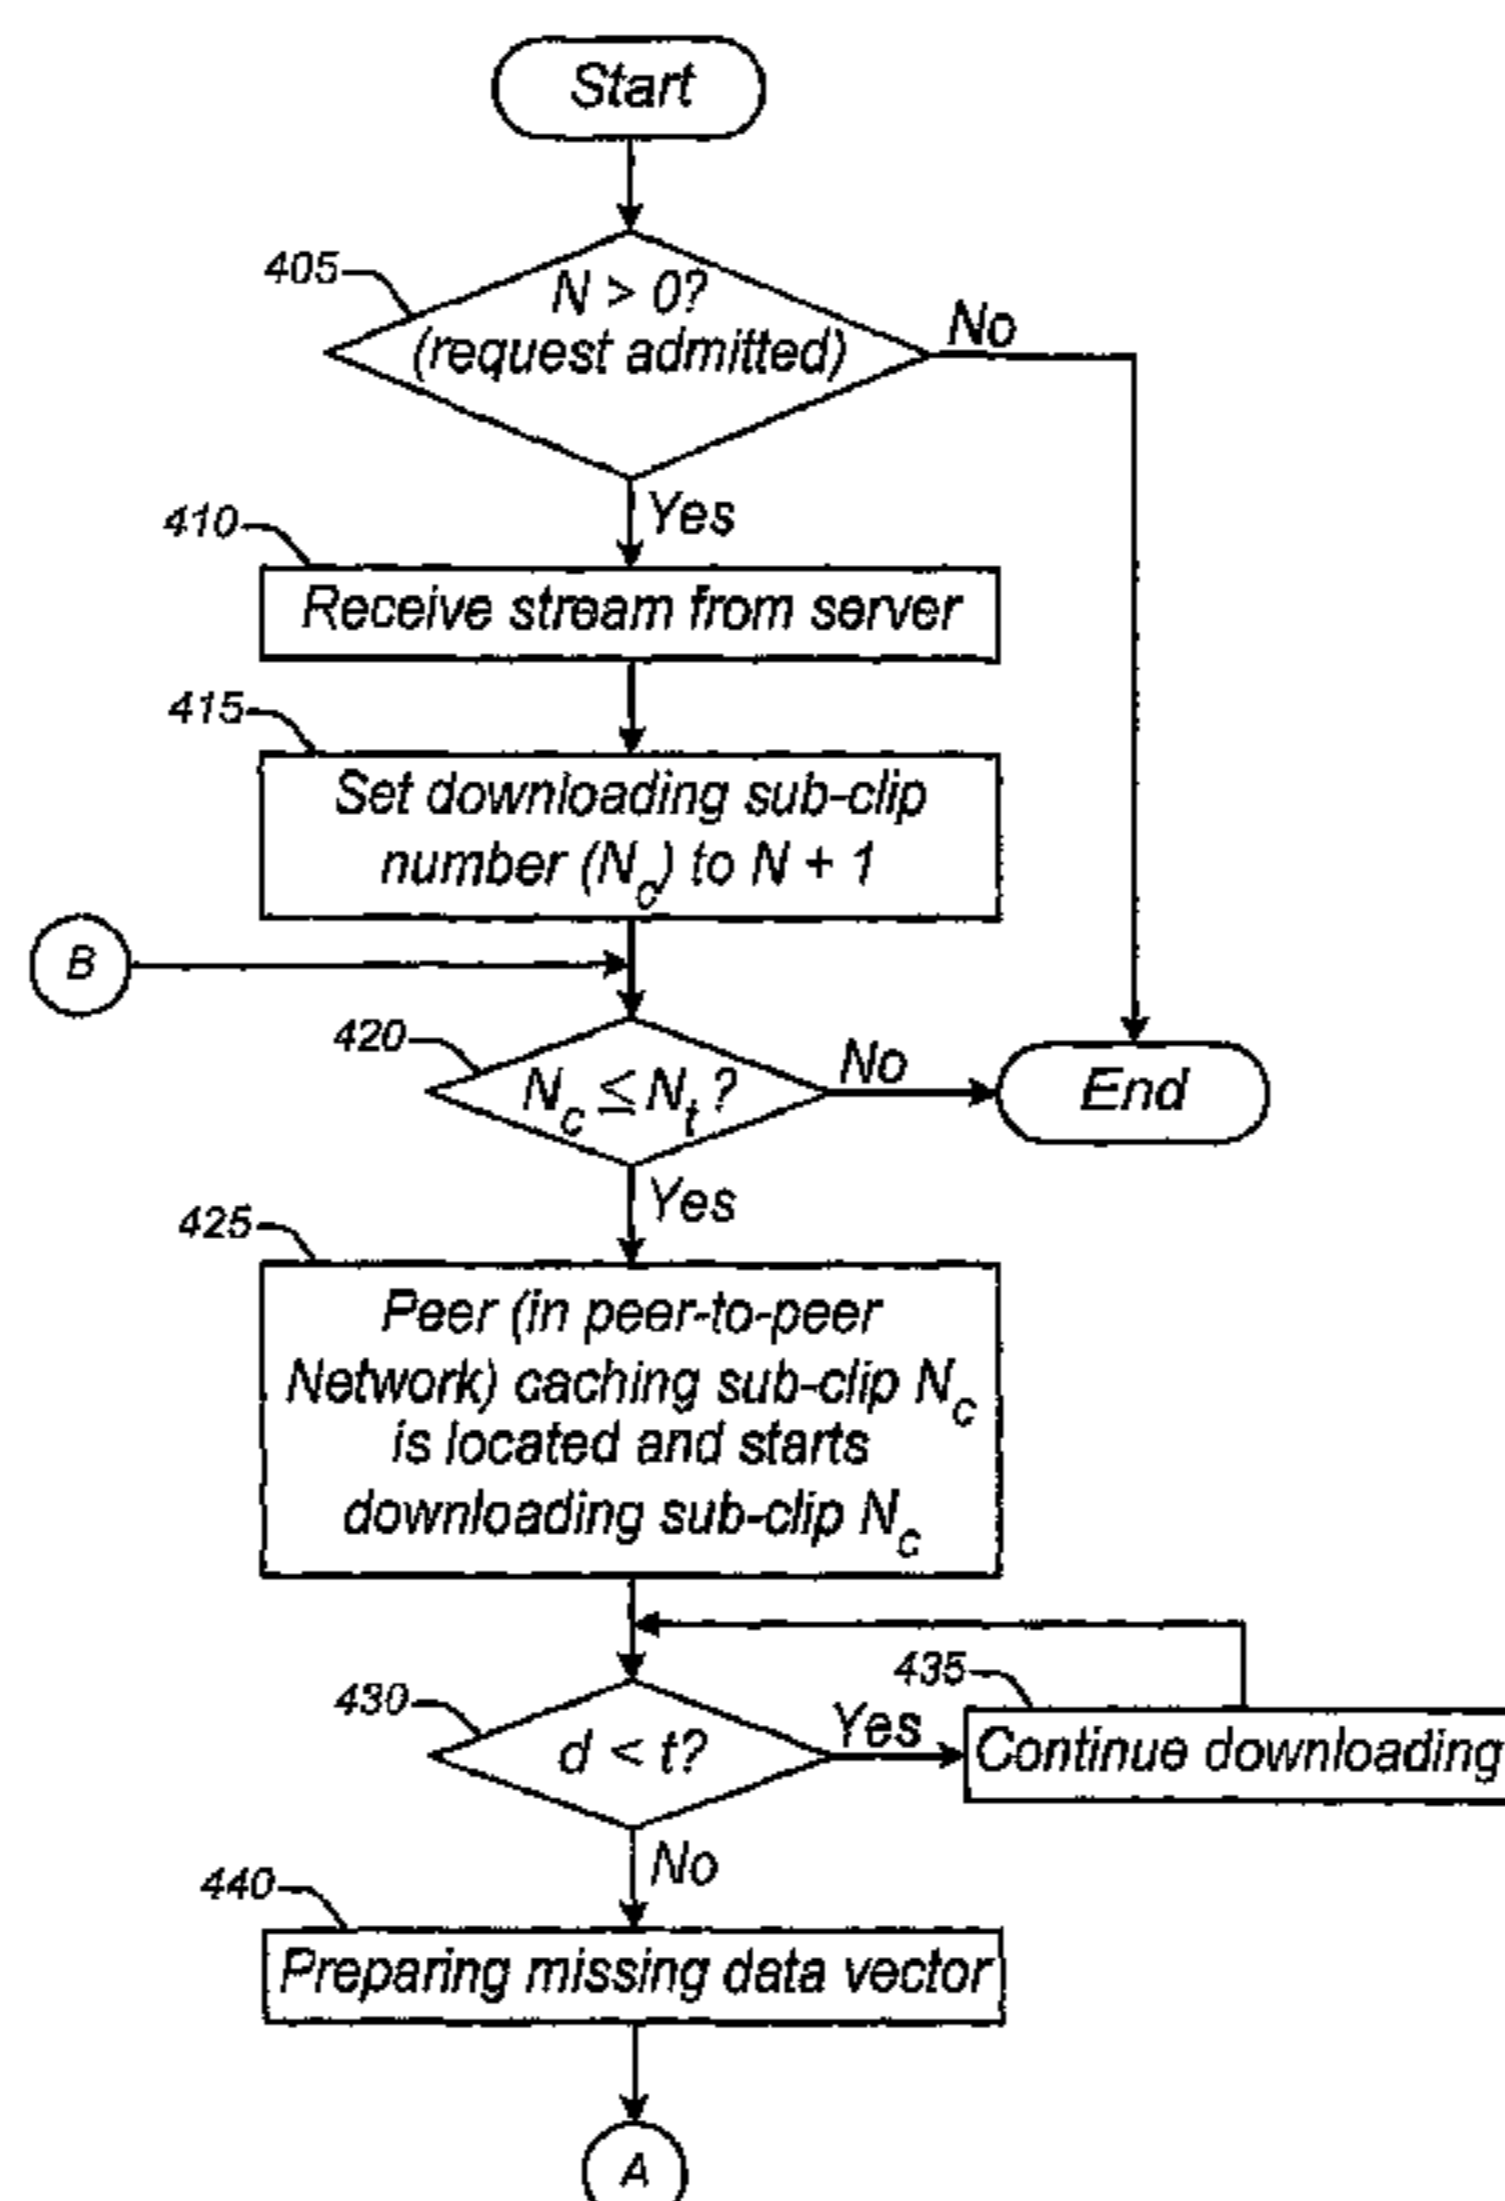 Start
405
N > 0?
(request admitted)
No
Yes
410
Receive stream from server
415
Set downloading sub-clip
number (Nc) to N + 1
B
420
Nc ≤ Nt ?
No
End
Yes
425
Peer (in peer-to-peer
Network) caching sub-clip Nc
is located and starts
downloading sub-clip Nc
430
d < t?
Yes
435
Continue downloading
No
440
Preparing missing data vector
A